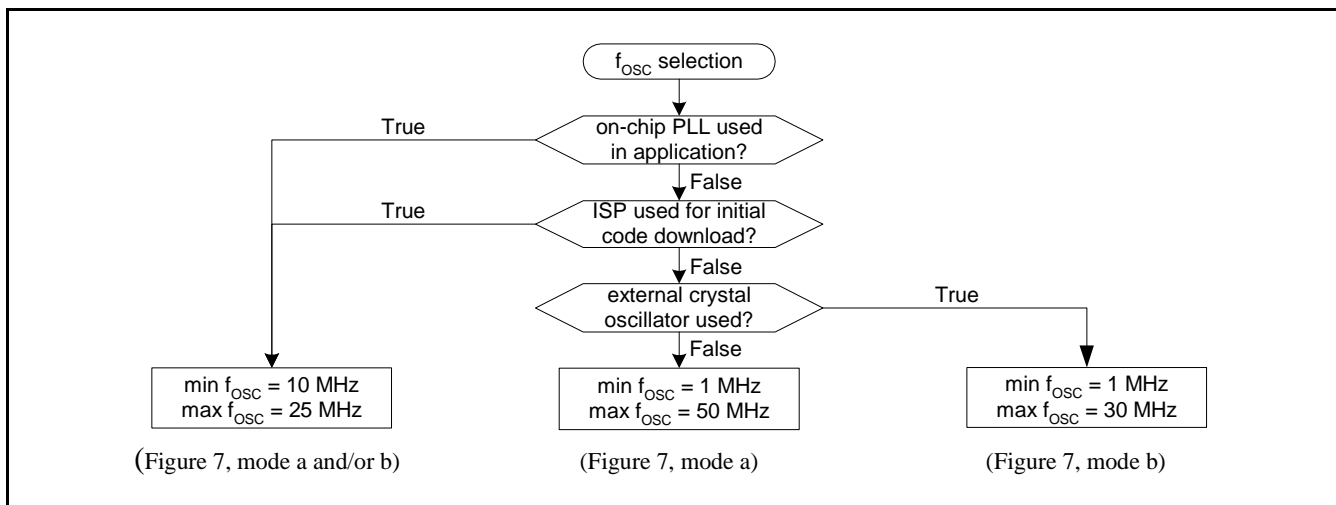 fOSC selection
True
on-chip PLL used
in application?
False
True
ISP used for initial
code download?
False
external crystal
oscillator used?
True
False
min fOSC = 10 MHz
max fOSC = 25 MHz
min fOSC = 1 MHz
max fOSC = 50 MHz
min fOSC = 1 MHz
max fOSC = 30 MHz
(Figure 7, mode a and/or b)
(Figure 7, mode a)
(Figure 7, mode b)